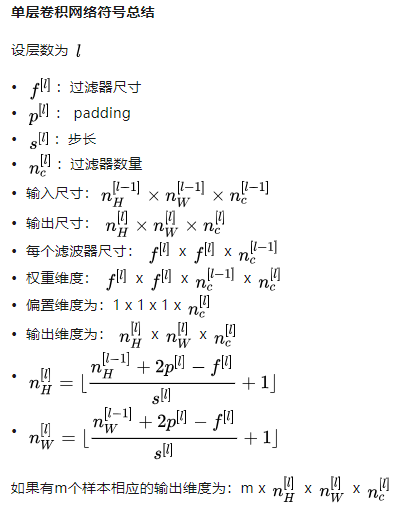 单层卷积网络符号总结
设层数为 $l$
• $f^{[l]}$ ：过滤器尺寸
• $p^{[l]}$ ： padding
• $s^{[l]}$ ：步长
• $n_c^{[l]}$ ：过滤器数量
• 输入尺寸： $n_H^{[l-1]} \times n_W^{[l-1]} \times n_c^{[l-1]}$
• 输出尺寸： $n_H^{[l]} \times n_W^{[l]} \times n_c^{[l]}$
• 每个滤波器尺寸： $f^{[l]}$ x $f^{[l]}$ x $n_c^{[l-1]}$
• 权重维度： $f^{[l]}$ x $f^{[l]}$ x $n_c^{[l-1]}$ x $n_c^{[l]}$
• 偏置维度为：1 x 1 x 1 x $n_c^{[l]}$
• 输出维度为： $n_H^{[l]}$ x $n_W^{[l]}$ x $n_c^{[l]}$
• $n_H^{[l]} = \lfloor \frac{n_H^{[l-1]} + 2p^{[l]} - f^{[l]}}{s^{[l]}} + 1 \rfloor$
• $n_W^{[l]} = \lfloor \frac{n_W^{[l-1]} + 2p^{[l]} - f^{[l]}}{s^{[l]}} + 1 \rfloor$
如果有m个样本相应的输出维度为：m x $n_H^{[l]}$ x $n_W^{[l]}$ x $n_c^{[l]}$